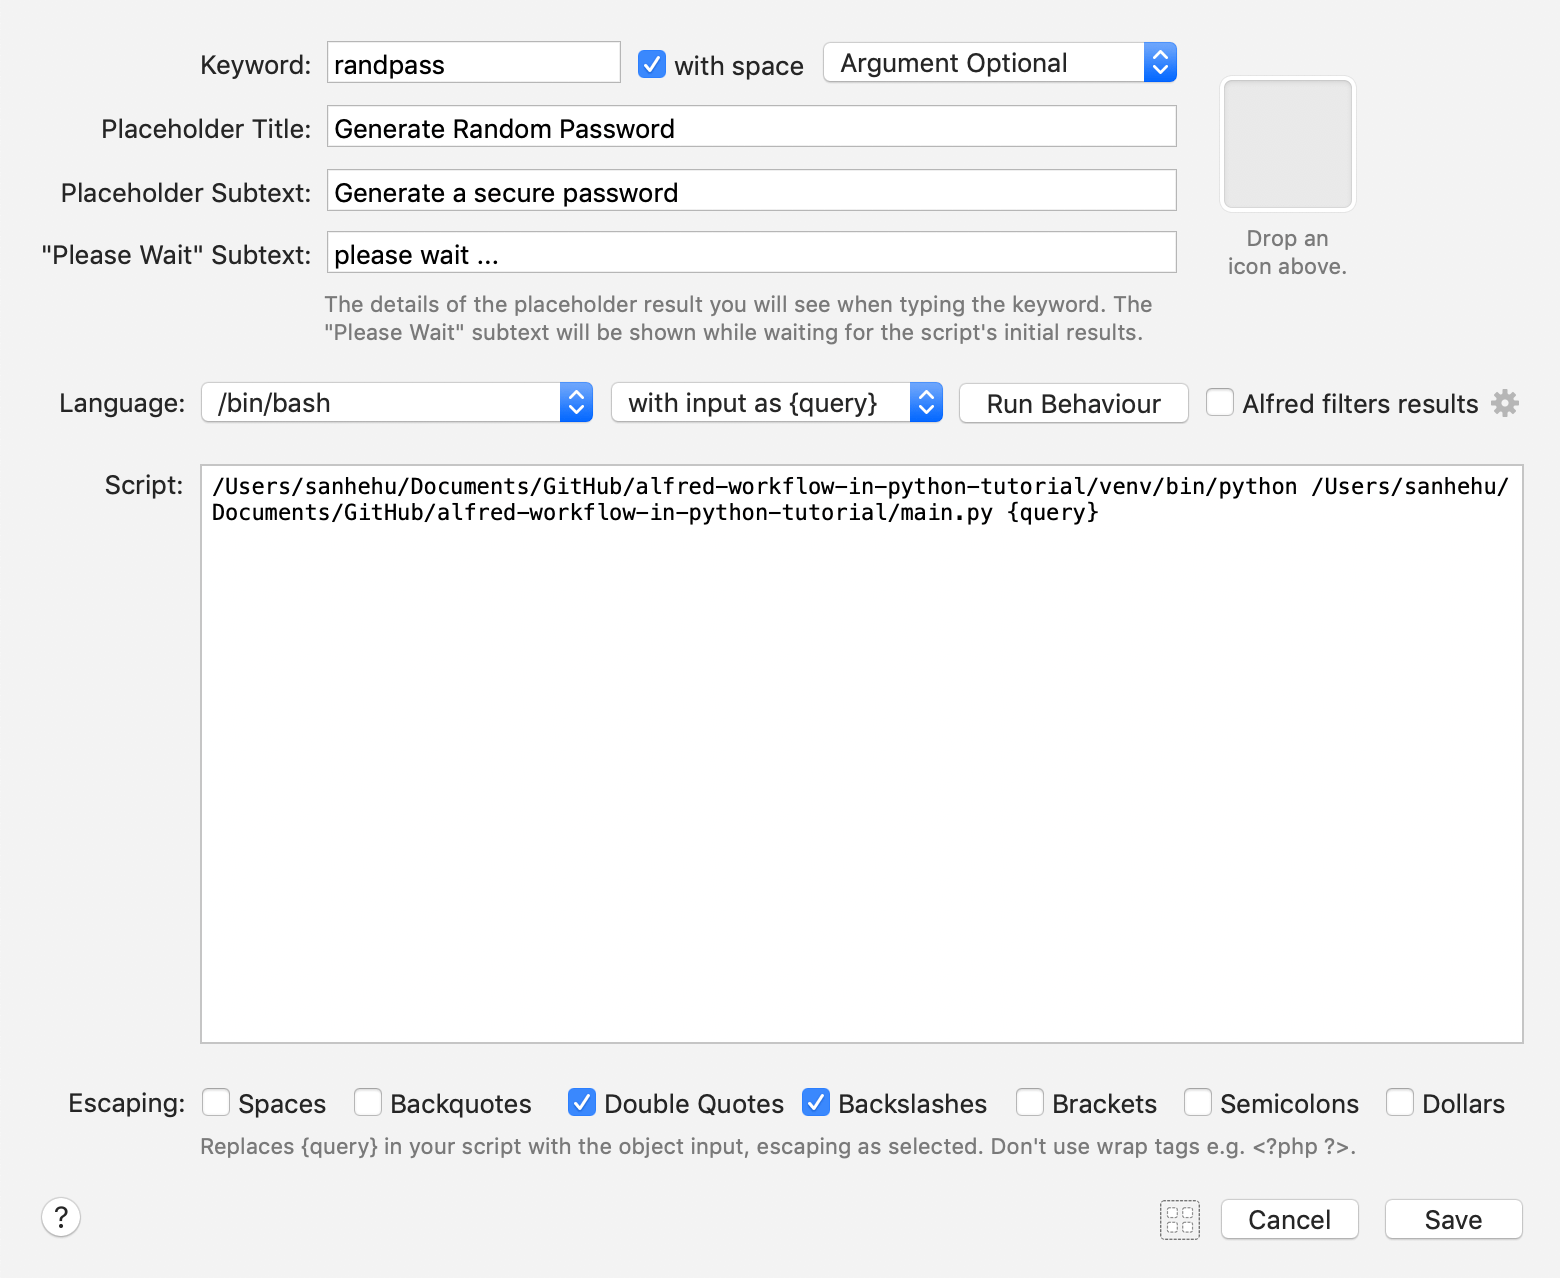 Keyword: randpass with space Argument Optional
Placeholder Title: Generate Random Password
Placeholder Subtext: Generate a secure password
"Please Wait" Subtext: please wait ...
Drop an
icon above.
The details of the placeholder result you will see when typing the keyword. The
"Please Wait" subtext will be shown while waiting for the script's initial results.
Language: /bin/bash with input as {query} Run Behaviour Alfred filters results
Script: /Users/sanhehu/Documents/GitHub/alfred-workflow-in-python-tutorial/venv/bin/python /Users/sanhehu/
Documents/GitHub/alfred-workflow-in-python-tutorial/main.py {query}
Escaping: Spaces Backquotes Double Quotes Backslashes Brackets Semicolons Dollars
Replaces {query} in your script with the object input, escaping as selected. Don't use wrap tags e.g. <?php ?>.
? Cancel Save